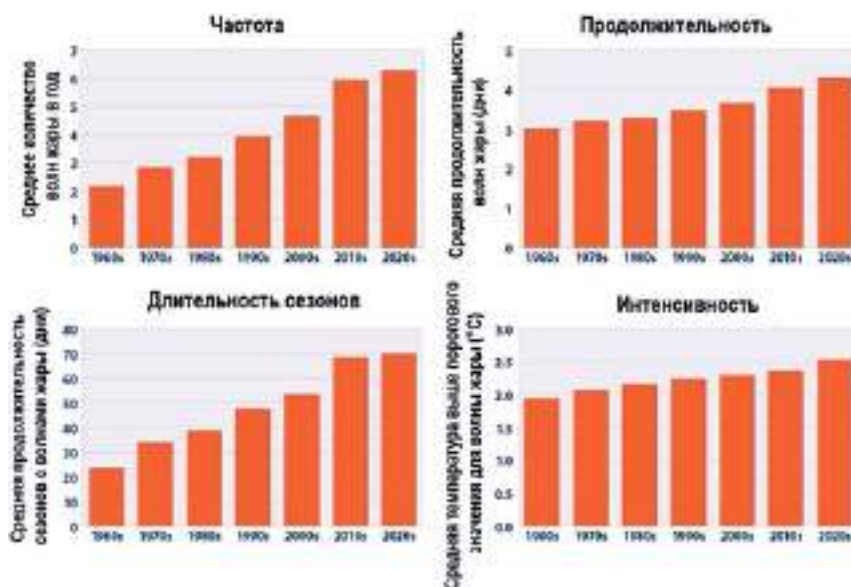 Частота
Среднее количество
волн жары в год
7
6
5
4
3
2
1
0
1960s 1970s 1980s 1990s 2000s 2010s 2020s
Продолжительность
Средняя продолжительность
волн жары (дни)
5
4
3
2
1
0
1960s 1970s 1980s 1990s 2000s 2010s 2020s
Длительность сезонов
Средняя продолжительность
сезонов с волнами жары (дни)
80
70
60
50
40
30
20
10
0
1960s 1970s 1980s 1990s 2000s 2010s 2020s
Интенсивность
Средняя температура выше порогового
значения для волны жары (°C)
3.0
2.5
2.0
1.5
1.0
0.5
0.0
1960s 1970s 1980s 1990s 2000s 2010s 2020s